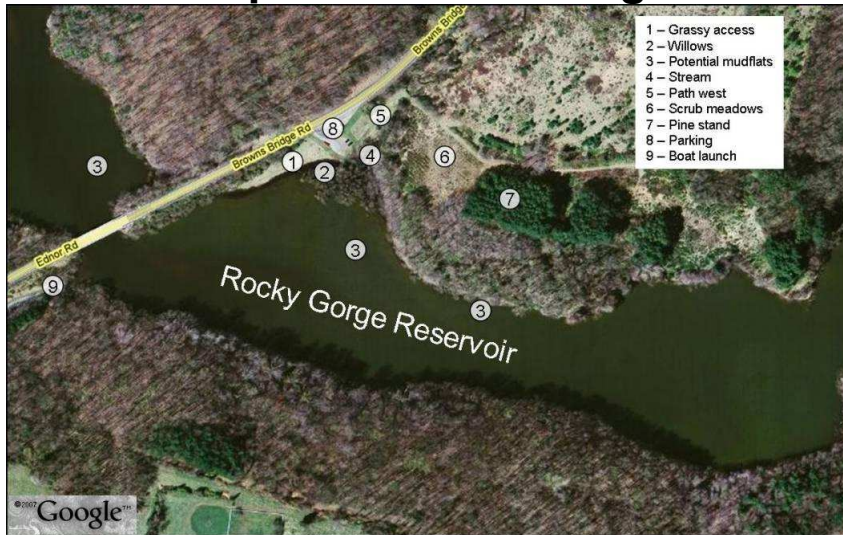 1 – Grassy access
2 – Willows
3 – Potential mudflats
4 – Stream
5 – Path west
6 – Scrub meadows
7 – Pine stand
8 – Parking
9 – Boat launch
Browns Bridge
Browns Bridge Rd
5
8
1
4
2
6
3
7
3
Ednor Rd
9
3
Rocky Gorge Reservoir
©2007 Google™